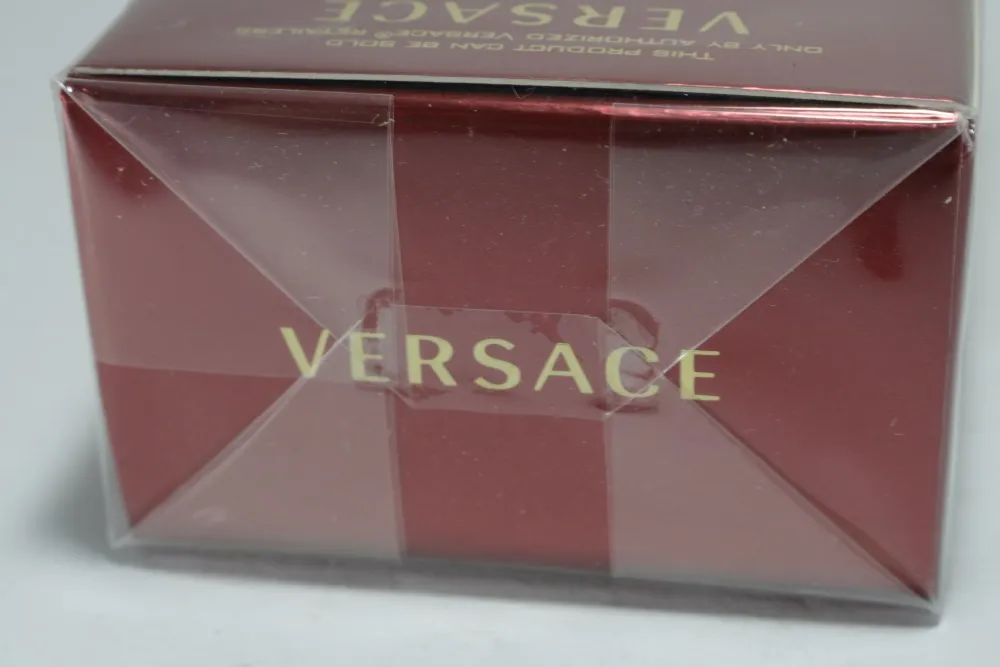 THIS PRODUCT CAN BE SOLD
ONLY BY AUTHORIZED VERSACE® RETAILERS
VERSACE
VERSACE